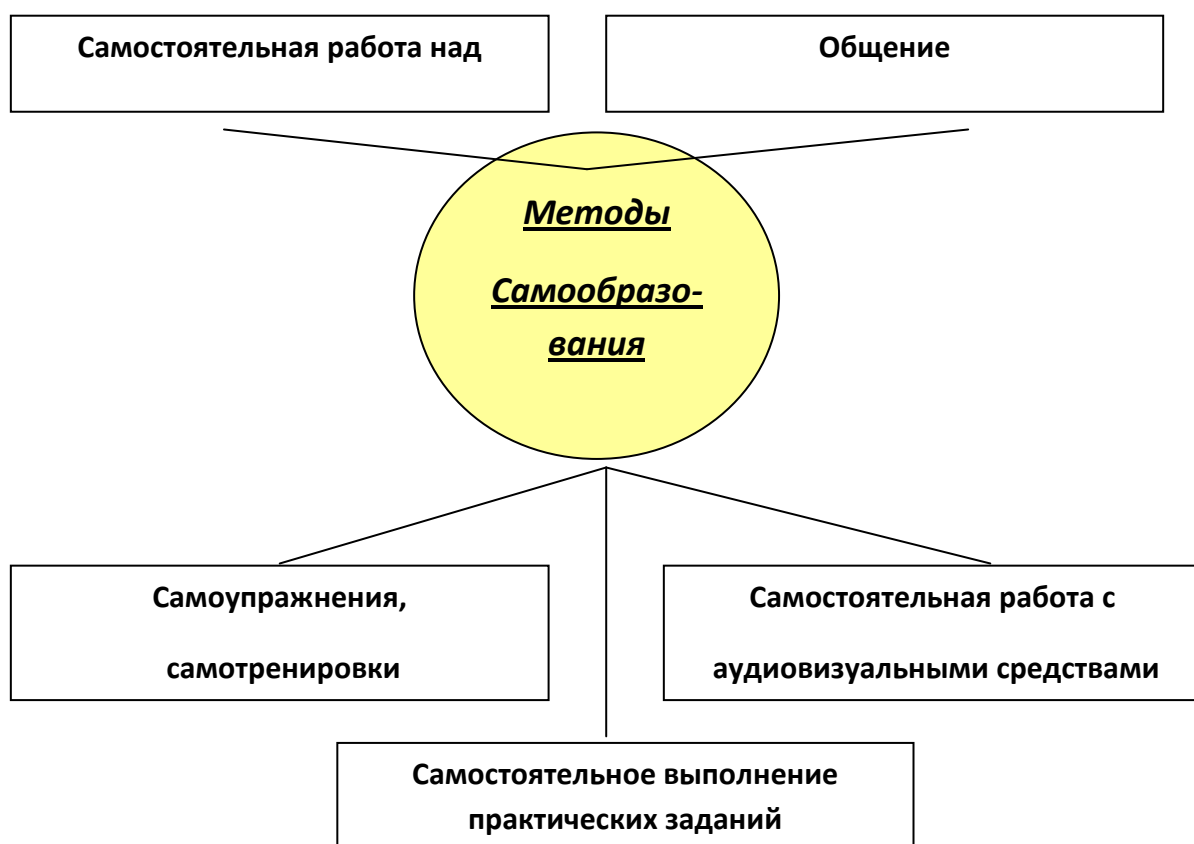 Самостоятельная работа над
Общение
Методы
Самообразо-
вания
Самоупражнения,
самотренировки
Самостоятельная работа с
аудиовизуальными средствами
Самостоятельное выполнение
практических заданий